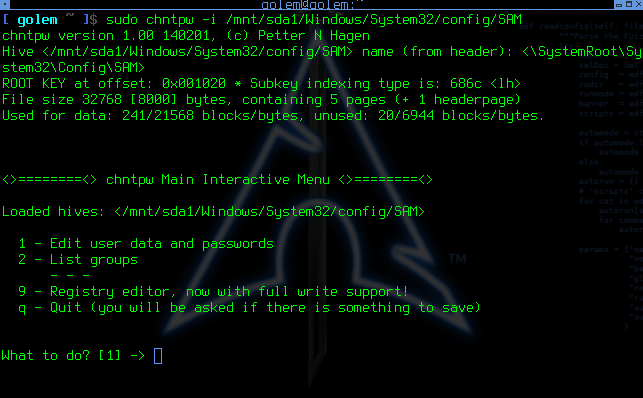 golem@golem:~
[ golem ~ ]$ sudo chntpw -i /mnt/sda1/Windows/System32/config/SAM
chntpw version 1.00 140201, (c) Petter N Hagen
Hive </mnt/sda1/Windows/System32/config/SAM> name (from header): <\SystemRoot\Sy
stem32\Config\SAM>
ROOT KEY at offset: 0x001020 * Subkey indexing type is: 686c <lh>
File size 32768 [8000] bytes, containing 5 pages (+ 1 headerpage)
Used for data: 241/21568 blocks/bytes, unused: 20/6944 blocks/bytes.
<>========<> chntpw Main Interactive Menu <>========<>
Loaded hives: </mnt/sda1/Windows/System32/config/SAM>
1 - Edit user data and passwords
2 - List groups
- - -
9 - Registry editor, now with full write support!
q - Quit (you will be asked if there is something to save)
What to do? [1] ->
TM